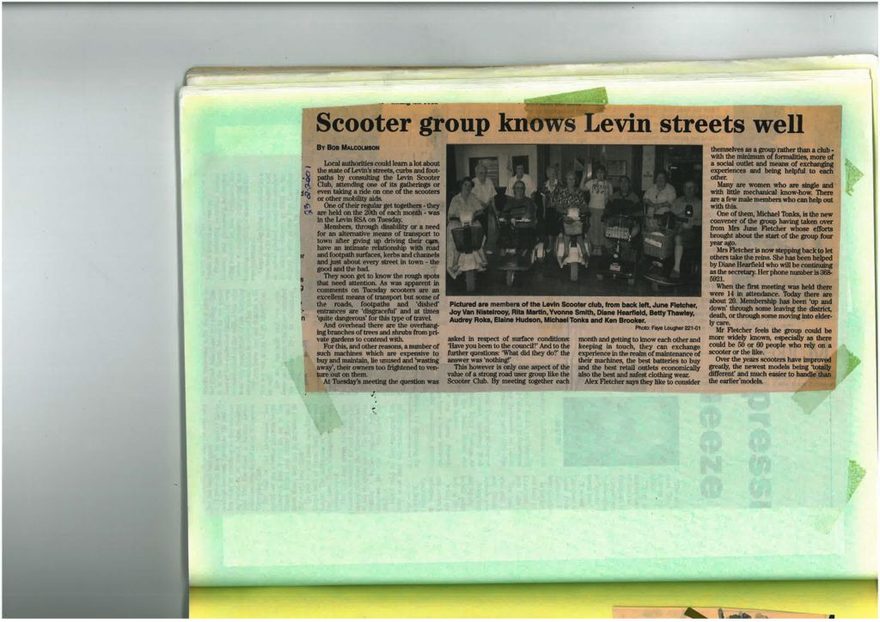 Scooter group knows Levin streets well
BY BOB MALCOLMSON
Local authorities could learn a lot about
the state of Levin's streets, curbs and foot-
paths by consulting the Levin Scooter
Club, attending one of its gatherings or
even taking a ride on one of the scooters
or other mobility aids.
One of their regular get togethers - they
are held on the 20th of each month - was
in the Levin RSA on Tuesday.
Members, through disability or a need
for an alternative means of transport to
town after giving up driving their cars,
have an intimate relationship with road
and footpath surfaces, kerbs and channels
and just about every street in town - the
good and the bad.
They soon get to know the rough spots
that need attention. As was apparent in
comments on Tuesday scooters are an
excellent means of transport but some of
the roads, footpaths and 'dished'
entrances are 'disgraceful' and at times
'quite dangerous' for this type of travel.
And overhead there are the overhang-
ing branches of trees and shrubs from pri-
vate gardens to contend with.
For this, and other reasons, a number of
such machines which are expensive to
buy and maintain, lie unused and 'wasting
away', their owners too frightened to ven-
ture out on them.
At Tuesday's meeting the question was
Pictured are members of the Levin Scooter club, from back left, June Fletcher,
Joy Van Nistelrooy, Rita Martin, Yvonne Smith, Diane Hearfield, Betty Thawley,
Audrey Roks, Elaine Hudson, Michael Tonks and Ken Brooker.
Photo: Faye Lougher 221-01
asked in respect of surface conditions:
'Have you been to the council?' And to the
further questions: 'What did they do?' the
answer was 'nothing!'
This however is only one aspect of the
value of a strong road user group like the
Scooter Club. By meeting together each
month and getting to know each other and
keeping in touch, they can exchange
experience in the realm of maintenance of
their machines, the best batteries to buy
and the best retail outlets economically
also the best and safest clothing wear.
Alex Fletcher says they like to consider
themselves as a group rather than a club -
with the minimum of formalities, more of
a social outlet and means of exchanging
experiences and being helpful to each
other.
Many are women who are single and
with little mechanical know-how. There
are a few male members who can help out
with this.
One of them, Michael Tonks, is the new
convener of the group having taken over
from Mrs June Fletcher whose efforts
brought about the start of the group four
year ago.
Mrs Fletcher is now stepping back to let
others take the reins. She has been helped
by Diane Hearfield who will be continuing
as the secretary. Her phone number is 368-
5921.
When the first meeting was held there
were 14 in attendance. Today there are
about 20. Membership has been 'up and
down' through some leaving the district,
death, or through some moving into elder-
ly care.
Mr Fletcher feels the group could be
more widely known, especially as there
could be 50 or 60 people who rely on a
scooter or the like.
Over the years scooters have improved
greatly, the newest models being 'totally
different' and much easier to handle than
the earlier models.